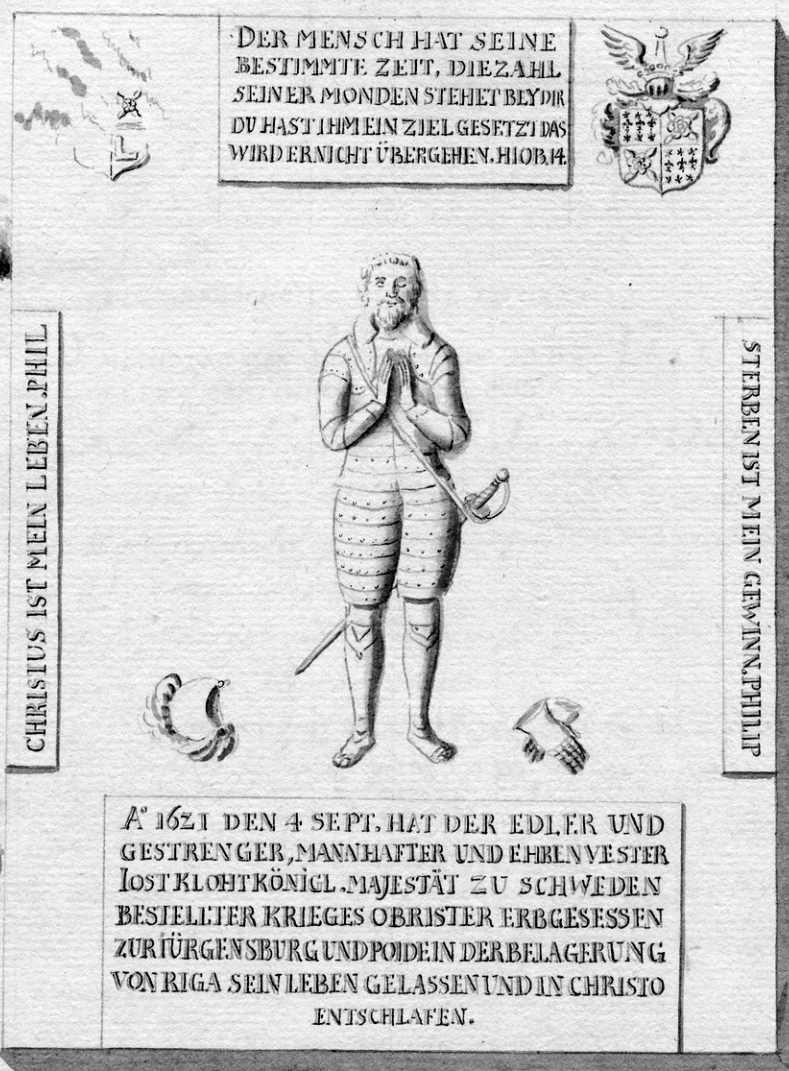 DER MENSCH HAT SEINE
BESTIMMTE ZEIT, DIE ZAHL
SEINER MONDEN STEHET BEY DIR
DU HAST IHM EIN ZIEL GESETZT DAS
WIRD ER NICHT ÜBERGEHEN. HIOB. 14.
CHRISTUS IST MEIN LEBEN. PHIL
STERBEN IST MEIN GEWINN. PHILIP
A° 1621 DEN 4 SEPT. HAT DER EDLER UND
GESTRENGER, MANNHAFTER UND EHRENVESTER
IOST KLOHT KÖNIGL. MAJESTÄT ZU SCHWEDEN
BESTELLTER KRIEGES OBRISTER ERBGESESSEN
ZUR IÜRGENSBURG UND POIDE IN DER BELAGERUNG
VON RIGA SEIN LEBEN GELASSEN UND IN CHRISTO
ENTSCHLAFEN.